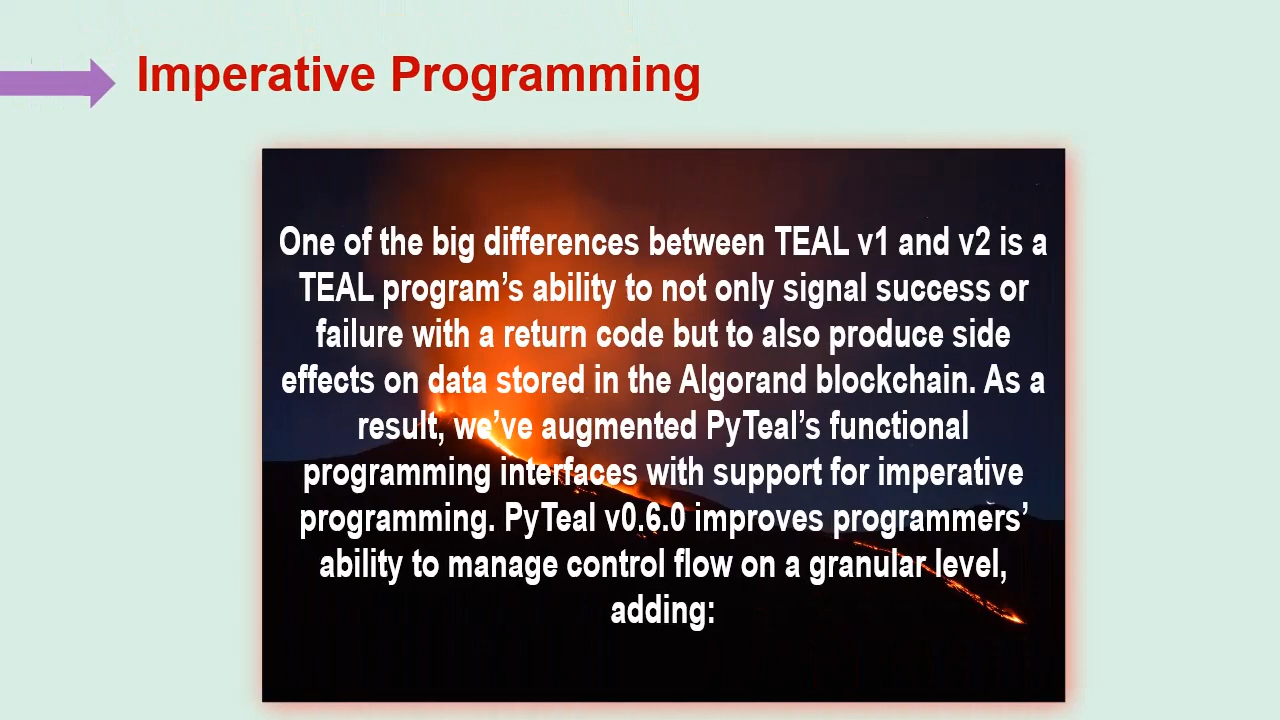 Imperative Programming
One of the big differences between TEAL v1 and v2 is a
TEAL program’s ability to not only signal success or
failure with a return code but to also produce side
effects on data stored in the Algorand blockchain. As a
result, we’ve augmented PyTeal’s functional
programming interfaces with support for imperative
programming. PyTeal v0.6.0 improves programmers’
ability to manage control flow on a granular level,
adding: